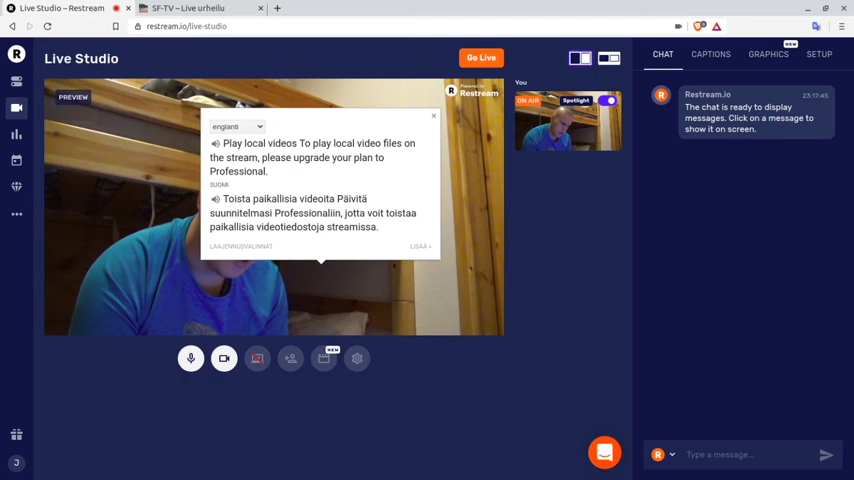 Live Studio – Restream
SF-TV – Live urheilu
restream.io/live-studio
R
Live Studio
Go Live
CHAT
CAPTIONS
NEW
GRAPHICS
SETUP
PREVIEW
Powered by
R Restream
You
ON AIR
Spotlight
R
Restream.io
23:17:45
The chat is ready to display
messages. Click on a message to
show it on screen.
englanti
Play local videos To play local video files on
the stream, please upgrade your plan to
Professional.
SUOMI
Toista paikallisia videoita Päivitä
suunnitelmasi Professionaliin, jotta voit toistaa
paikallisia videotiedostoja streamissa.
LAAJENNUSVALINNAT
LISÄÄ »
NEW
J
R
Type a message...